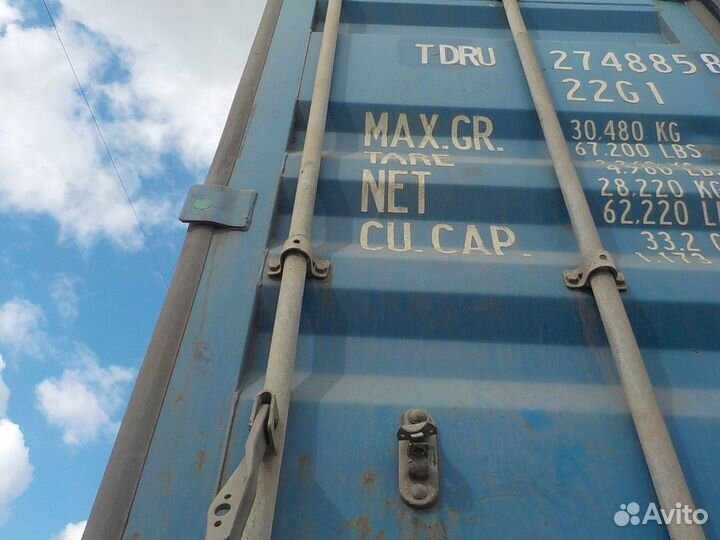 TDRU 274885 8
22G1
MAX.GR. 30.480 KG
67.200 LBS
TARE
NET 28.220 KG
62.220 L
CU.CAP. 33.2 C
Avito